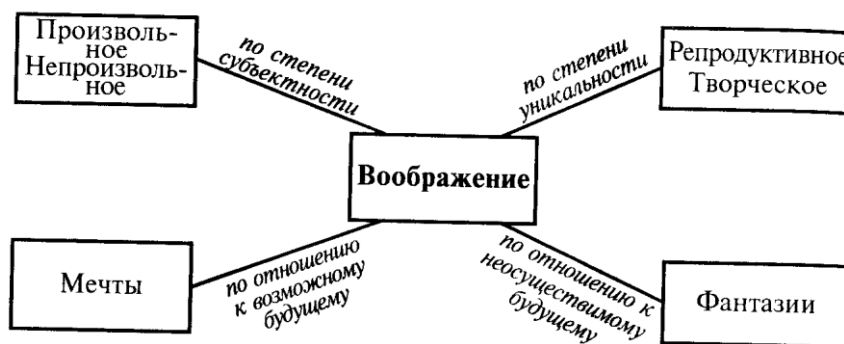 Произволь-
ное
Непроизволь-
ное
по степени
субъектности
по степени
уникальности
Репродуктивное
Творческое
Воображение
Мечты
по отношению
к возможному
будущему
по отношению к
неосуществимому
будущему
Фантазии